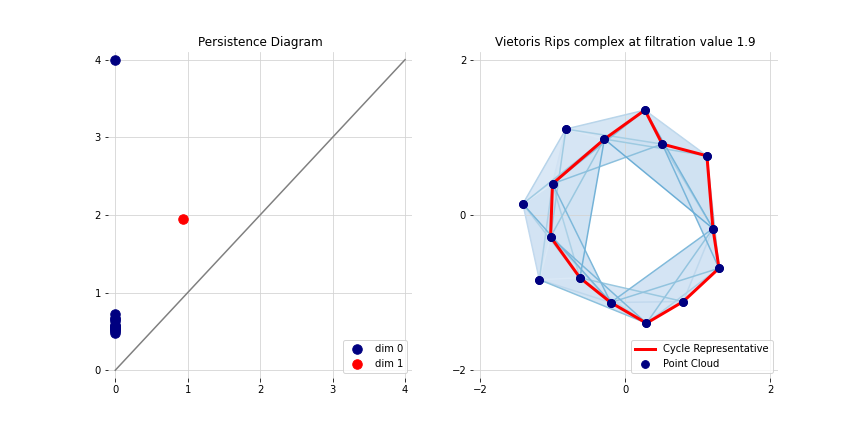 Persistence Diagram
4
3
2
1
0
0
1
2
3
4
dim 0
dim 1
Vietoris Rips complex at filtration value 1.9
2
0
−2
−2
0
2
Cycle Representative
Point Cloud